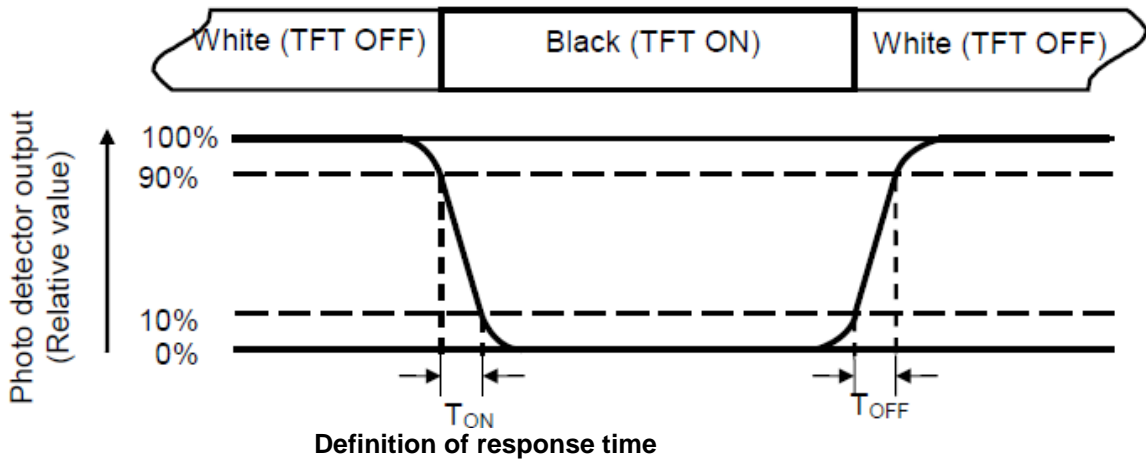 White (TFT OFF)
Black (TFT ON)
White (TFT OFF)
Photo detector output
(Relative value)
100%
90%
10%
0%
TON
TOFF
Definition of response time